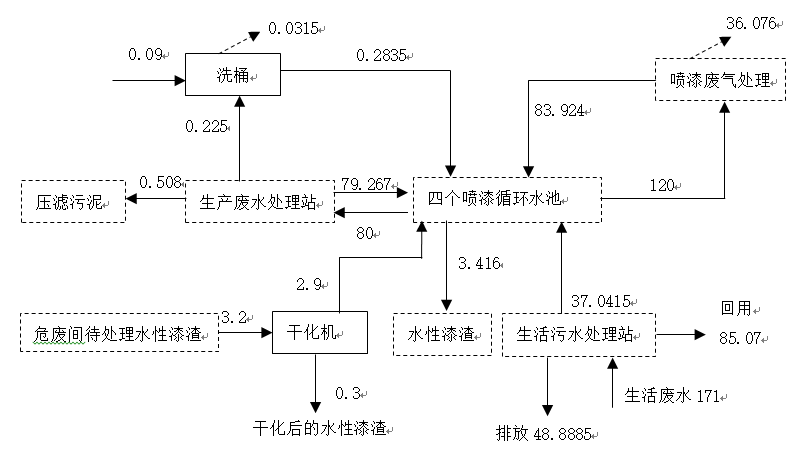 0.0315
36.076
0.09
洗桶
0.2835
喷漆废气处理
83.924
0.225
0.508
79.267
120
压滤污泥
生产废水处理站
四个喷漆循环水池
80
3.416
2.9
37.0415
回用
85.07
3.2
危废间待处理水性漆渣
干化机
水性漆渣
生活污水处理站
0.3
生活废水 171
干化后的水性漆渣
排放 48.8885